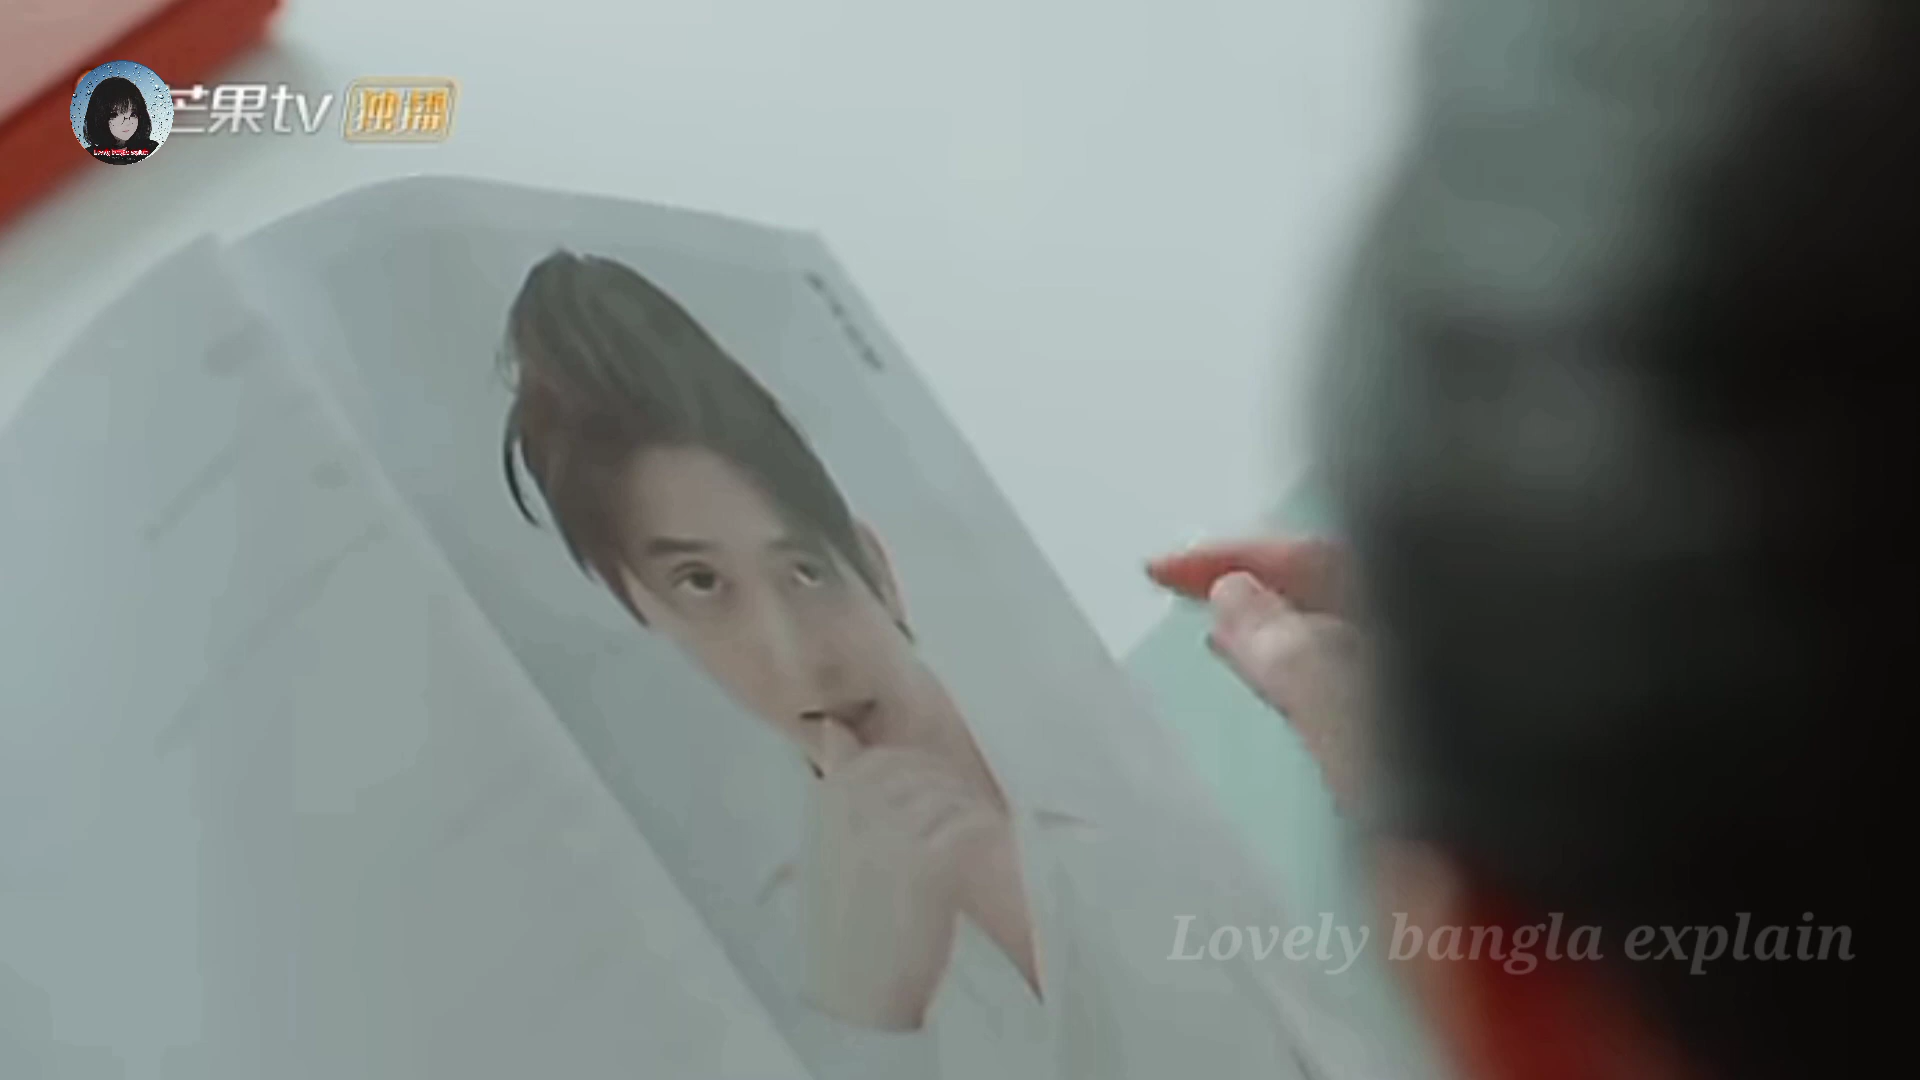 芒果tv 独播
Lovely bangla explain